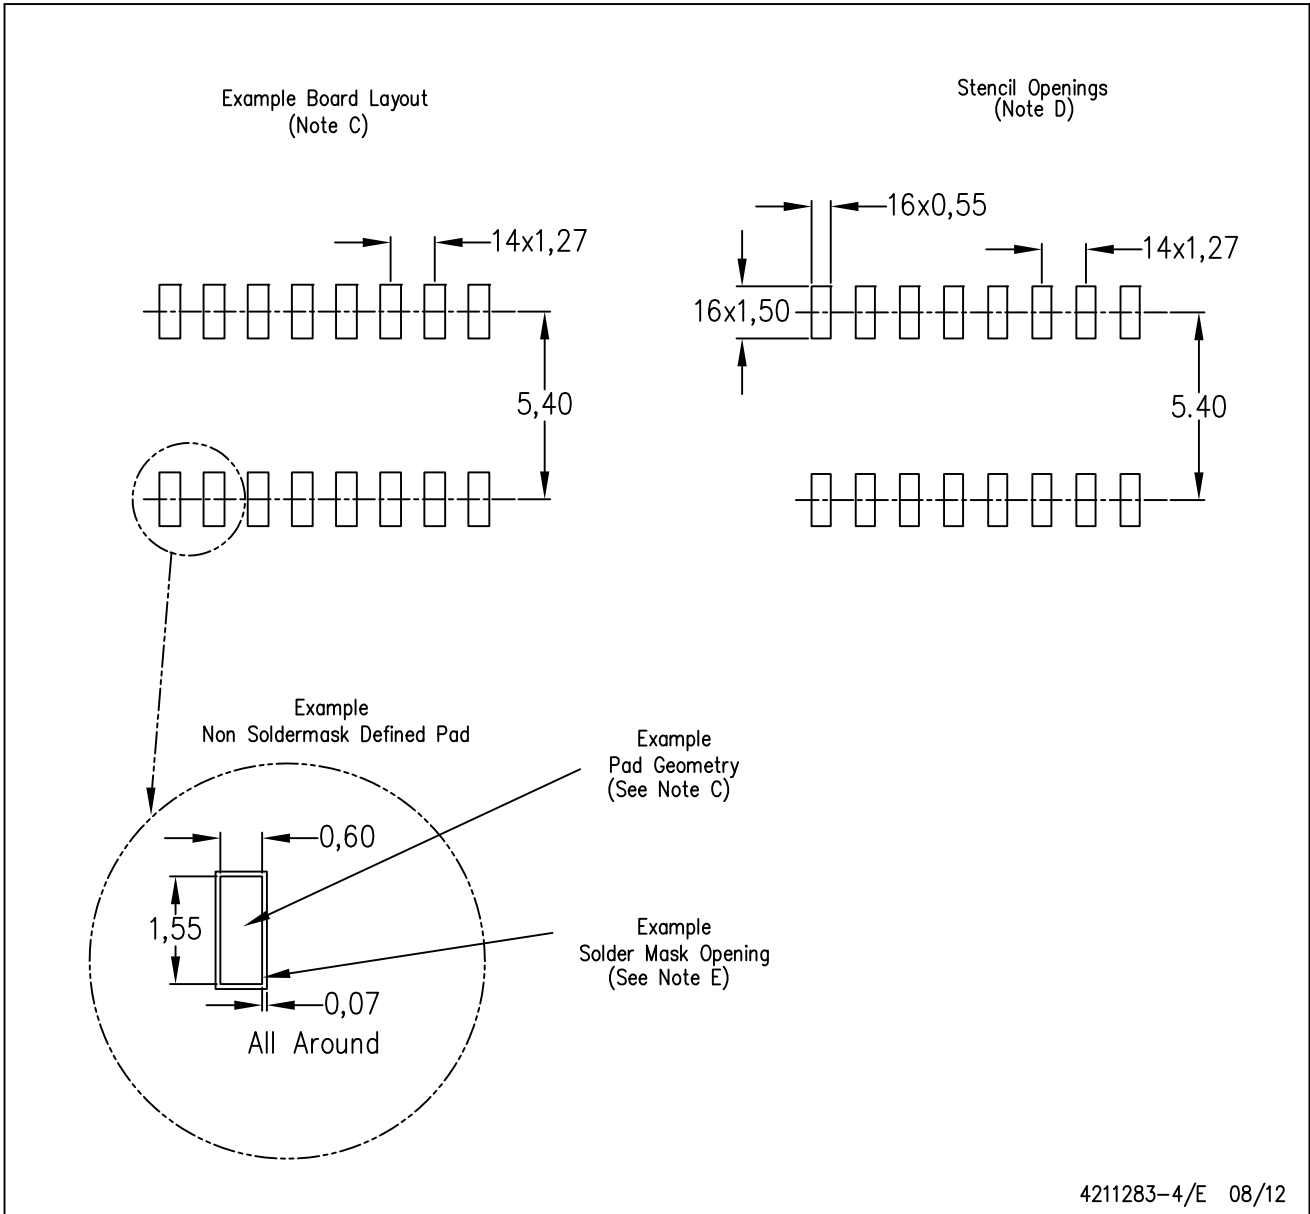 Example Board Layout
(Note C)
Stencil Openings
(Note D)
14x1,27
5,40
16x0,55
14x1,27
16x1,50
5.40
Example
Non Soldermask Defined Pad
Example
Pad Geometry
(See Note C)
0,60
1,55
Example
Solder Mask Opening
(See Note E)
0,07
All Around
4211283-4/E 08/12